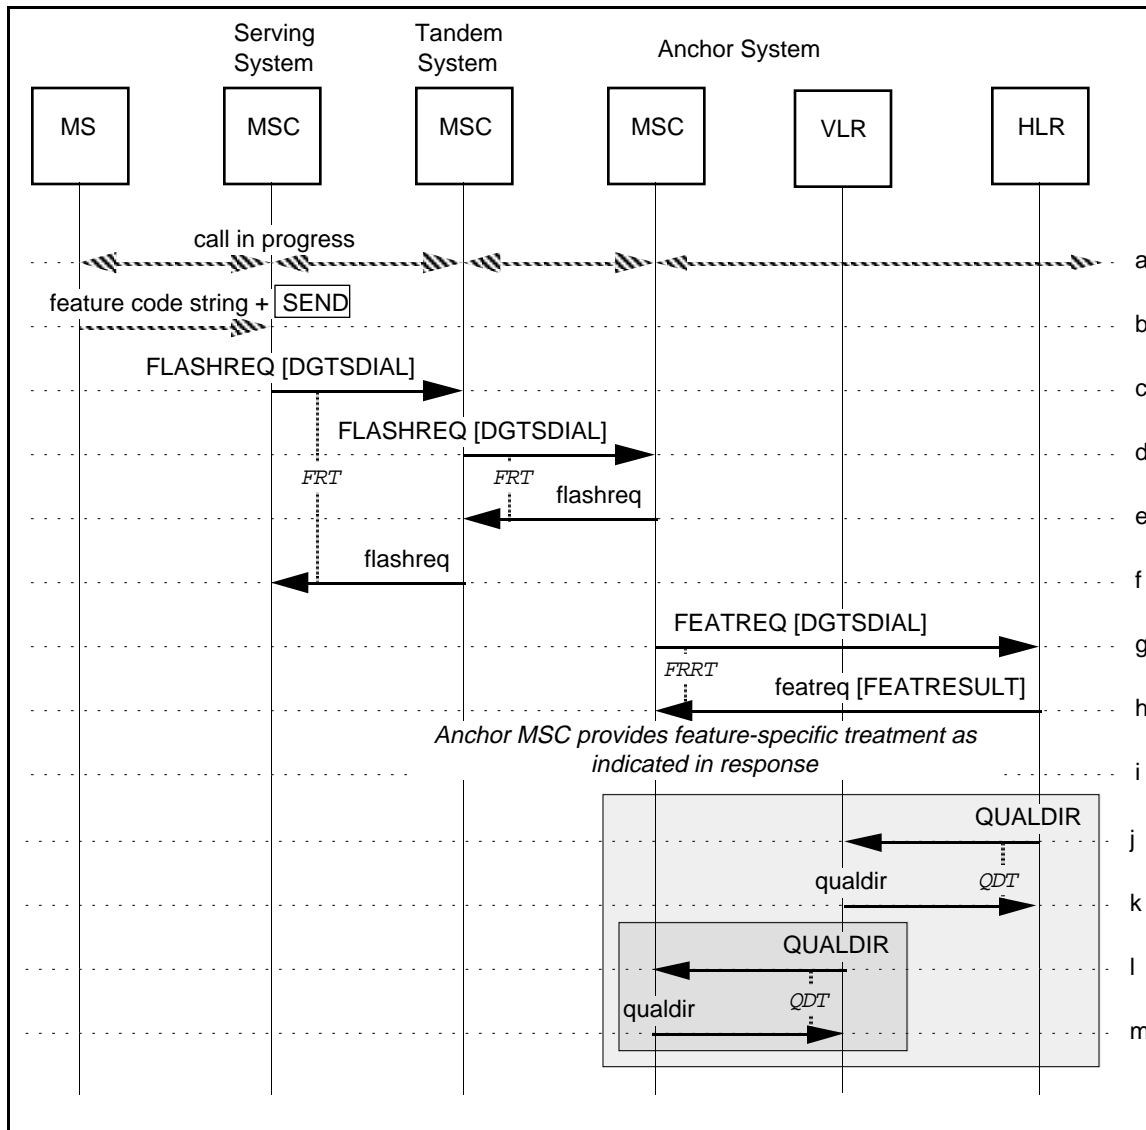 Serving System
Tandem System
Anchor System
MS
MSC
MSC
MSC
VLR
HLR
call in progress
a
feature code string + SEND
b
FLASHREQ [DGTSDIAL]
c
FLASHREQ [DGTSDIAL]
d
FRT
FRT
flashreq
e
flashreq
f
FEATREQ [DGTSDIAL]
g
FRRT
featreq [FEATRESULT]
h
Anchor MSC provides feature-specific treatment as
indicated in response
i
QUALDIR
j
qualdir
QDT
k
QUALDIR
l
qualdir
QDT
m